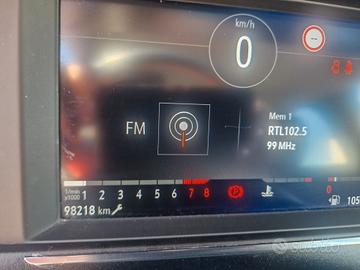 km/h
0
--
FM
Mem 1
RTL102.5
99 MHz
1/min
x1000
1 2 3 4 5 6 7 8
P
0
98218 km
105